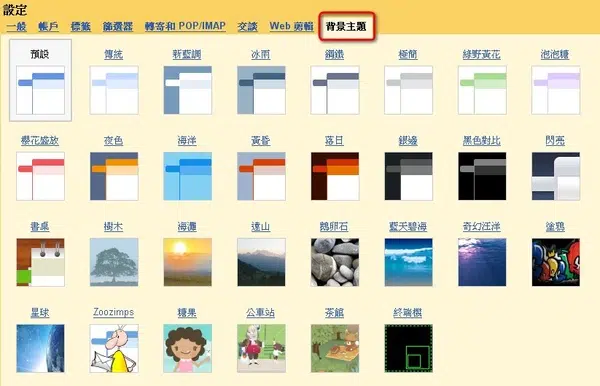 設定
一般 帳戶 標籤 篩選器 轉寄和 POP/IMAP 交談 Web 剪輯 背景主題
預設 傳統 新藍調 冰雨 鋼鐵 極簡 綠野黃花 泡泡糖
櫻花盛放 夜色 海洋 黃昏 落日 銀邊 黑色對比 閃亮
書桌 樹木 海灘 遠山 鵝卵石 藍天碧海 奇幻汪洋 塗鴉
星球 Zoozimps 糖果 公車站 茶館 終端機